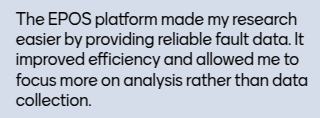 The EPOS platform made my research
easier by providing reliable fault data. It
improved efficiency and allowed me to
focus more on analysis rather than data
collection.